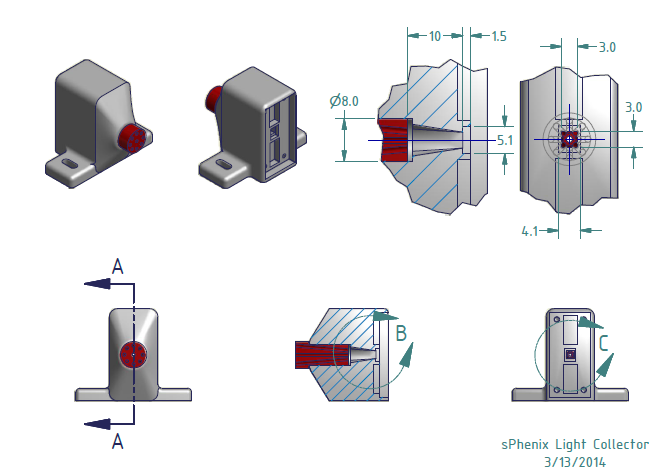 10
1.5
3.0
Ø8.0
5.1
3.0
4.1
A
A
B
C
sPhenix Light Collector
3/13/2014